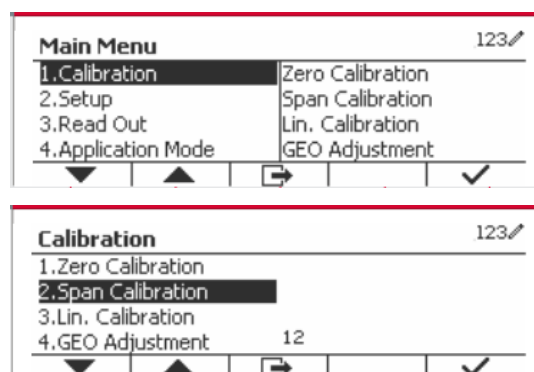 Main Menu 123
1.Calibration Zero Calibration
2.Setup Span Calibration
3.Read Out Lin. Calibration
4.Application Mode GEO Adjustment
Calibration 123
1.Zero Calibration
2.Span Calibration
3.Lin. Calibration
4.GEO Adjustment 12